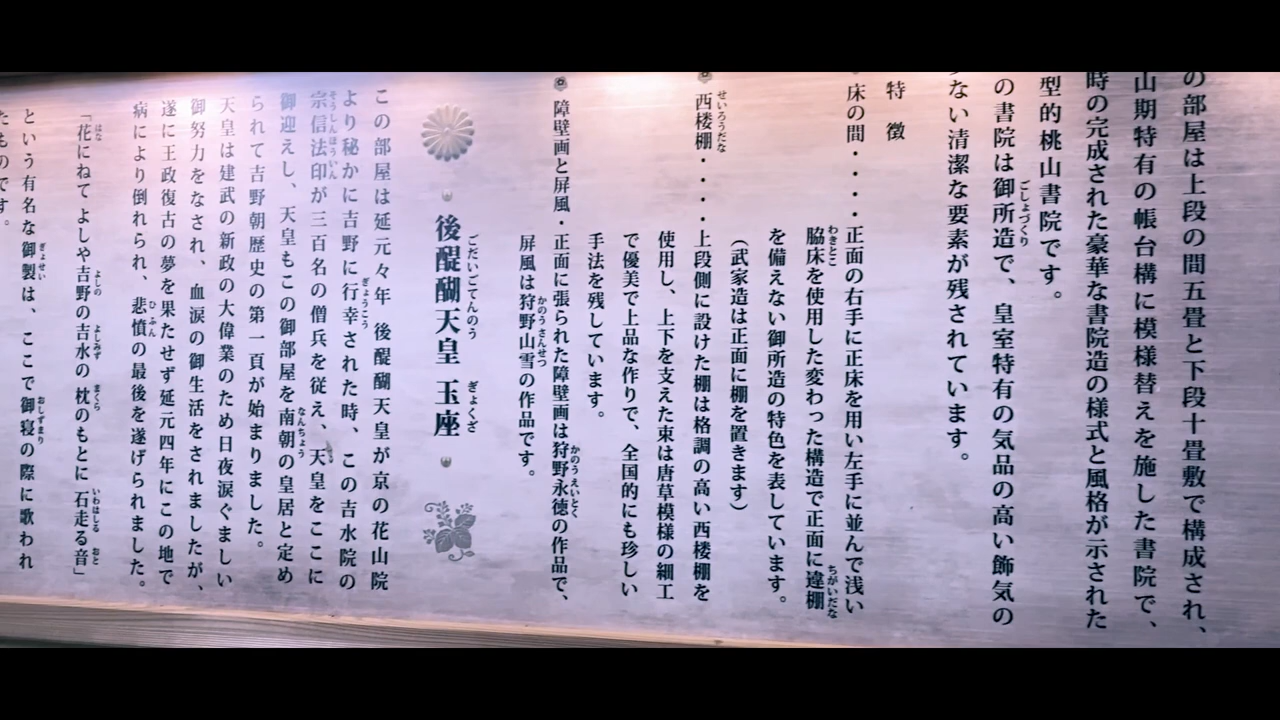 の部屋は上段の間五畳と下段十畳敷で構成され、
山期特有の帳台構に模様替えを施した書院で、
時の完成された豪華な書院造の様式と風格が示された
型的桃山書院です。
の書院は御所造で、皇室特有の気品の高い飾気の
ない清潔な要素が残されています。
特徴
床の間・・・・正面の右手に正床を用い左手に並んで浅い
脇床を使用した変わった構造で正面に違棚
を備えない御所造の特色を表しています。
(武家造は正面に棚を置きます)
西楼棚・・・・上段側に設けた棚は格調の高い西楼棚を
使用し、上下を支えた束は唐草模様の細工
で優美で上品な作りで、全国的にも珍しい
手法を残しています。
障壁画と屏風・正面に張られた障壁画は狩野永徳の作品で、
屏風は狩野山雪の作品です。
後醍醐天皇 玉座
この部屋は延元々年 後醍醐天皇が京の花山院
より秘かに吉野に行幸された時、この吉水院の
宗信法印が三百名の僧兵を従え、天皇をここに
御迎えし、天皇もこの御部屋を南朝の皇居と定め
られて吉野朝歴史の第一頁が始まりました。
天皇は建武の新政の大偉業のため日夜涙ぐましい
御努力をなされ、血涙の御生活をされましたが、
遂に王政復古の夢を果たせず延元四年にこの地で
病により倒れられ、悲憤の最後を遂げられました。
「花にねて よしや吉野の吉水の 枕のもとに 石走る音」
という有名な御製は、ここで御寝の際に歌われ
たものです。